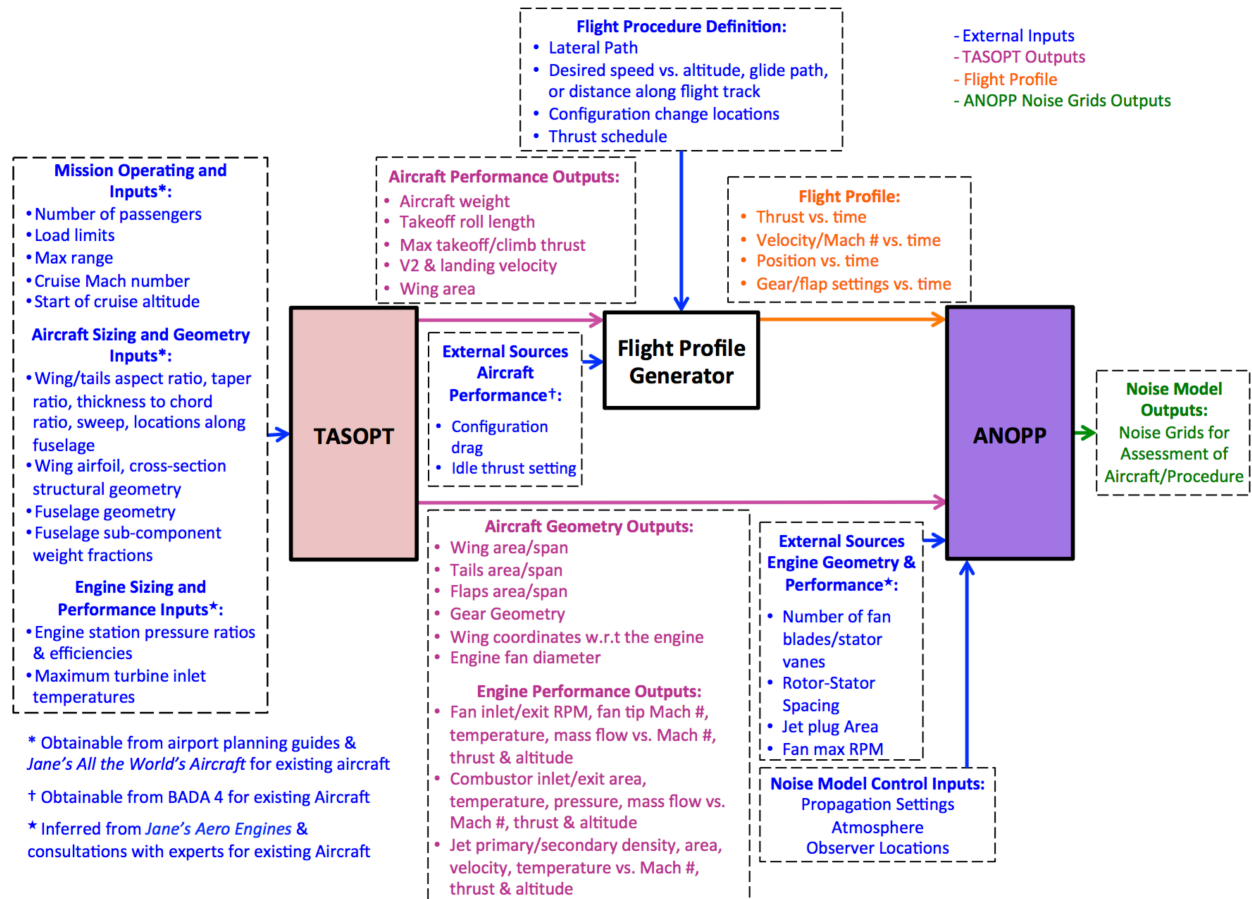 Flight Procedure Definition:
• Lateral Path
• Desired speed vs. altitude, glide path,
or distance along flight track
• Configuration change locations
• Thrust schedule
- External Inputs
- TASOPT Outputs
- Flight Profile
- ANOPP Noise Grids Outputs
Mission Operating and
Inputs*:
• Number of passengers
• Load limits
• Max range
• Cruise Mach number
• Start of cruise altitude
Aircraft Sizing and Geometry
Inputs*:
• Wing/tails aspect ratio, taper
ratio, thickness to chord
ratio, sweep, locations along
fuselage
• Wing airfoil, cross-section
structural geometry
• Fuselage geometry
• Fuselage sub-component
weight fractions
Engine Sizing and
Performance Inputs★:
• Engine station pressure ratios
& efficiencies
• Maximum turbine inlet
temperatures
* Obtainable from airport planning guides &
Jane's All the World's Aircraft for existing aircraft
† Obtainable from BADA 4 for existing Aircraft
★ Inferred from Jane's Aero Engines &
consultations with experts for existing Aircraft
TASOPT
Aircraft Performance Outputs:
• Aircraft weight
• Takeoff roll length
• Max takeoff/climb thrust
• V2 & landing velocity
• Wing area
External Sources
Aircraft
Performance†:
• Configuration
drag
• Idle thrust setting
Flight Profile
Generator
Flight Profile:
• Thrust vs. time
• Velocity/Mach # vs. time
• Position vs. time
• Gear/flap settings vs. time
Aircraft Geometry Outputs:
• Wing area/span
• Tails area/span
• Flaps area/span
• Gear Geometry
• Wing coordinates w.r.t the engine
• Engine fan diameter
Engine Performance Outputs:
• Fan inlet/exit RPM, fan tip Mach #,
temperature, mass flow vs. Mach #,
thrust & altitude
• Combustor inlet/exit area,
temperature, pressure, mass flow vs.
Mach #, thrust & altitude
• Jet primary/secondary density, area,
velocity, temperature vs. Mach #,
thrust & altitude
External Sources
Engine Geometry &
Performance★:
• Number of fan
blades/stator
vanes
• Rotor-Stator
Spacing
• Jet plug Area
• Fan max RPM
Noise Model Control Inputs:
Propagation Settings
Atmosphere
Observer Locations
ANOPP
Noise Model
Outputs:
Noise Grids for
Assessment of
Aircraft/Procedure